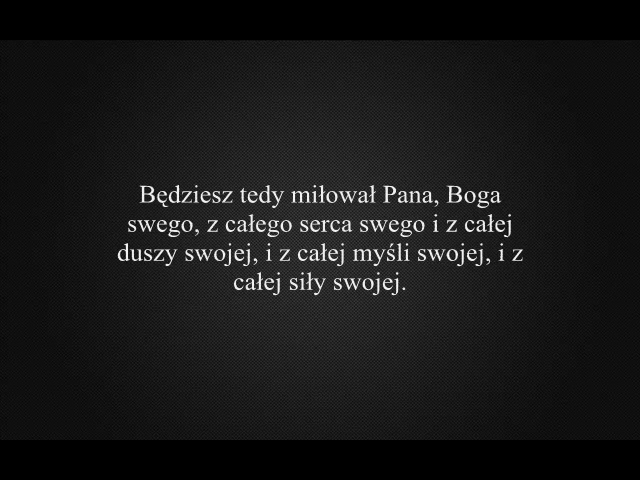 Będziesz tedy miłował Pana, Boga
swego, z całego serca swego i z całej
duszy swojej, i z całej myśli swojej, i z
całej siły swojej.